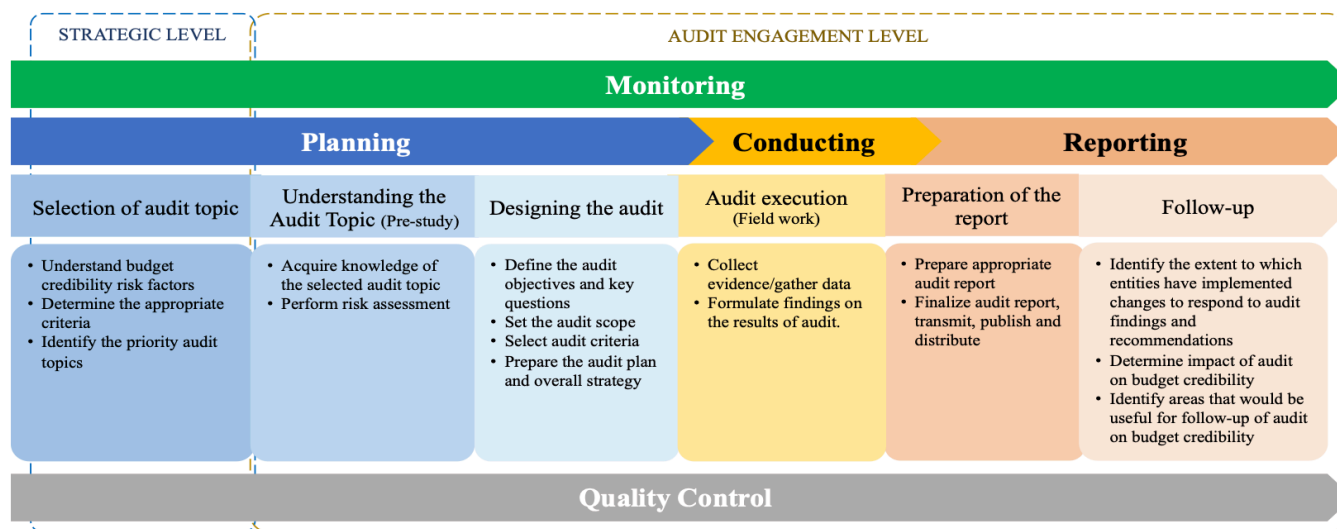 STRATEGIC LEVEL
AUDIT ENGAGEMENT LEVEL
Monitoring
Planning
Conducting
Reporting
Selection of audit topic
Understanding the
Audit Topic (Pre-study)
Designing the audit
Audit execution
(Field work)
Preparation of the
report
Follow-up
• Understand budget
credibility risk factors
• Determine the appropriate
criteria
• Identify the priority audit
topics
• Acquire knowledge of
the selected audit topic
• Perform risk assessment
• Define the audit
objectives and key
questions
• Set the audit scope
• Select audit criteria
• Prepare the audit plan
and overall strategy
• Collect
evidence/gather data
• Formulate findings on
the results of audit.
• Prepare appropriate
audit report
• Finalize audit report,
transmit, publish and
distribute
• Identify the extent to which
entities have implemented
changes to respond to audit
findings and
recommendations
• Determine impact of audit
on budget credibility
• Identify areas that would be
useful for follow-up of audit
on budget credibility
Quality Control